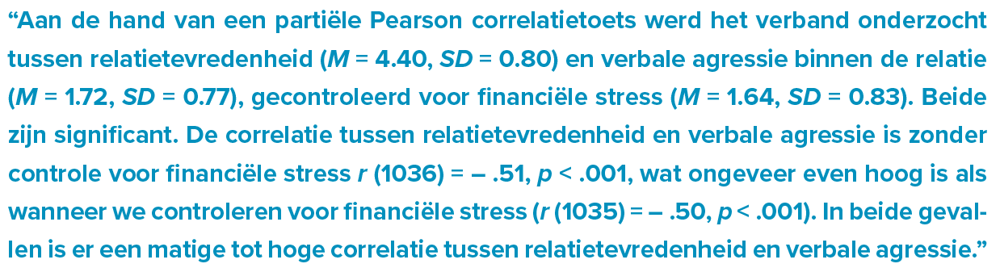 “Aan de hand van een partiële Pearson correlatietoets werd het verband onderzocht
tussen relatietevredenheid (M = 4.40, SD = 0.80) en verbale agressie binnen de relatie
(M = 1.72, SD = 0.77), gecontroleerd voor financiële stress (M = 1.64, SD = 0.83). Beide
zijn significant. De correlatie tussen relatietevredenheid en verbale agressie is zonder
controle voor financiële stress r (1036) = – .51, p < .001, wat ongeveer even hoog is als
wanneer we controleren voor financiële stress (r (1035) = – .50, p < .001). In beide geval-
len is er een matige tot hoge correlatie tussen relatietevredenheid en verbale agressie.”